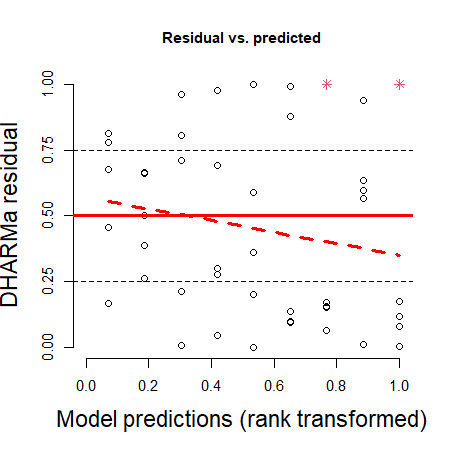 Residual vs. predicted
DHARMa residual
1.00
0.75
0.50
0.25
0.00
0.0 0.2 0.4 0.6 0.8 1.0
Model predictions (rank transformed)